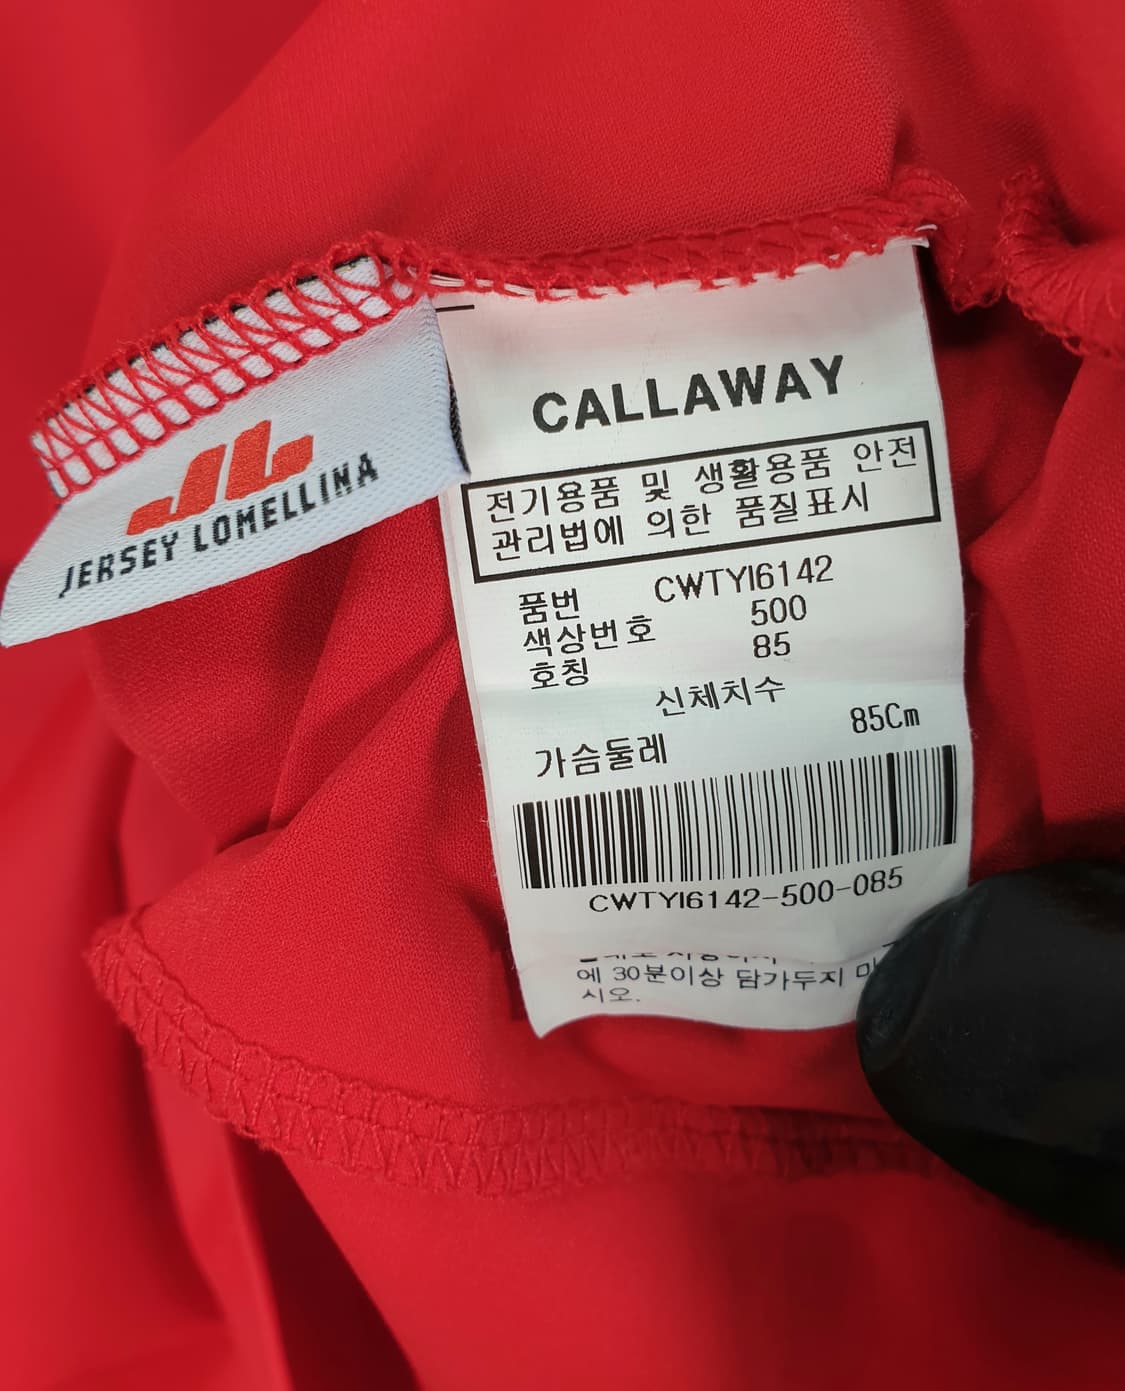 JL
JERSEY LOMELLINA
CALLAWAY
전기용품 및 생활용품 안전
관리법에 의한 품질표시
품번 CWTYI6142
색상번호 500
호칭 85
신체치수
가슴둘레 85Cm
CWTYI6142-500-085
에 30분이상 담가두지
시오.